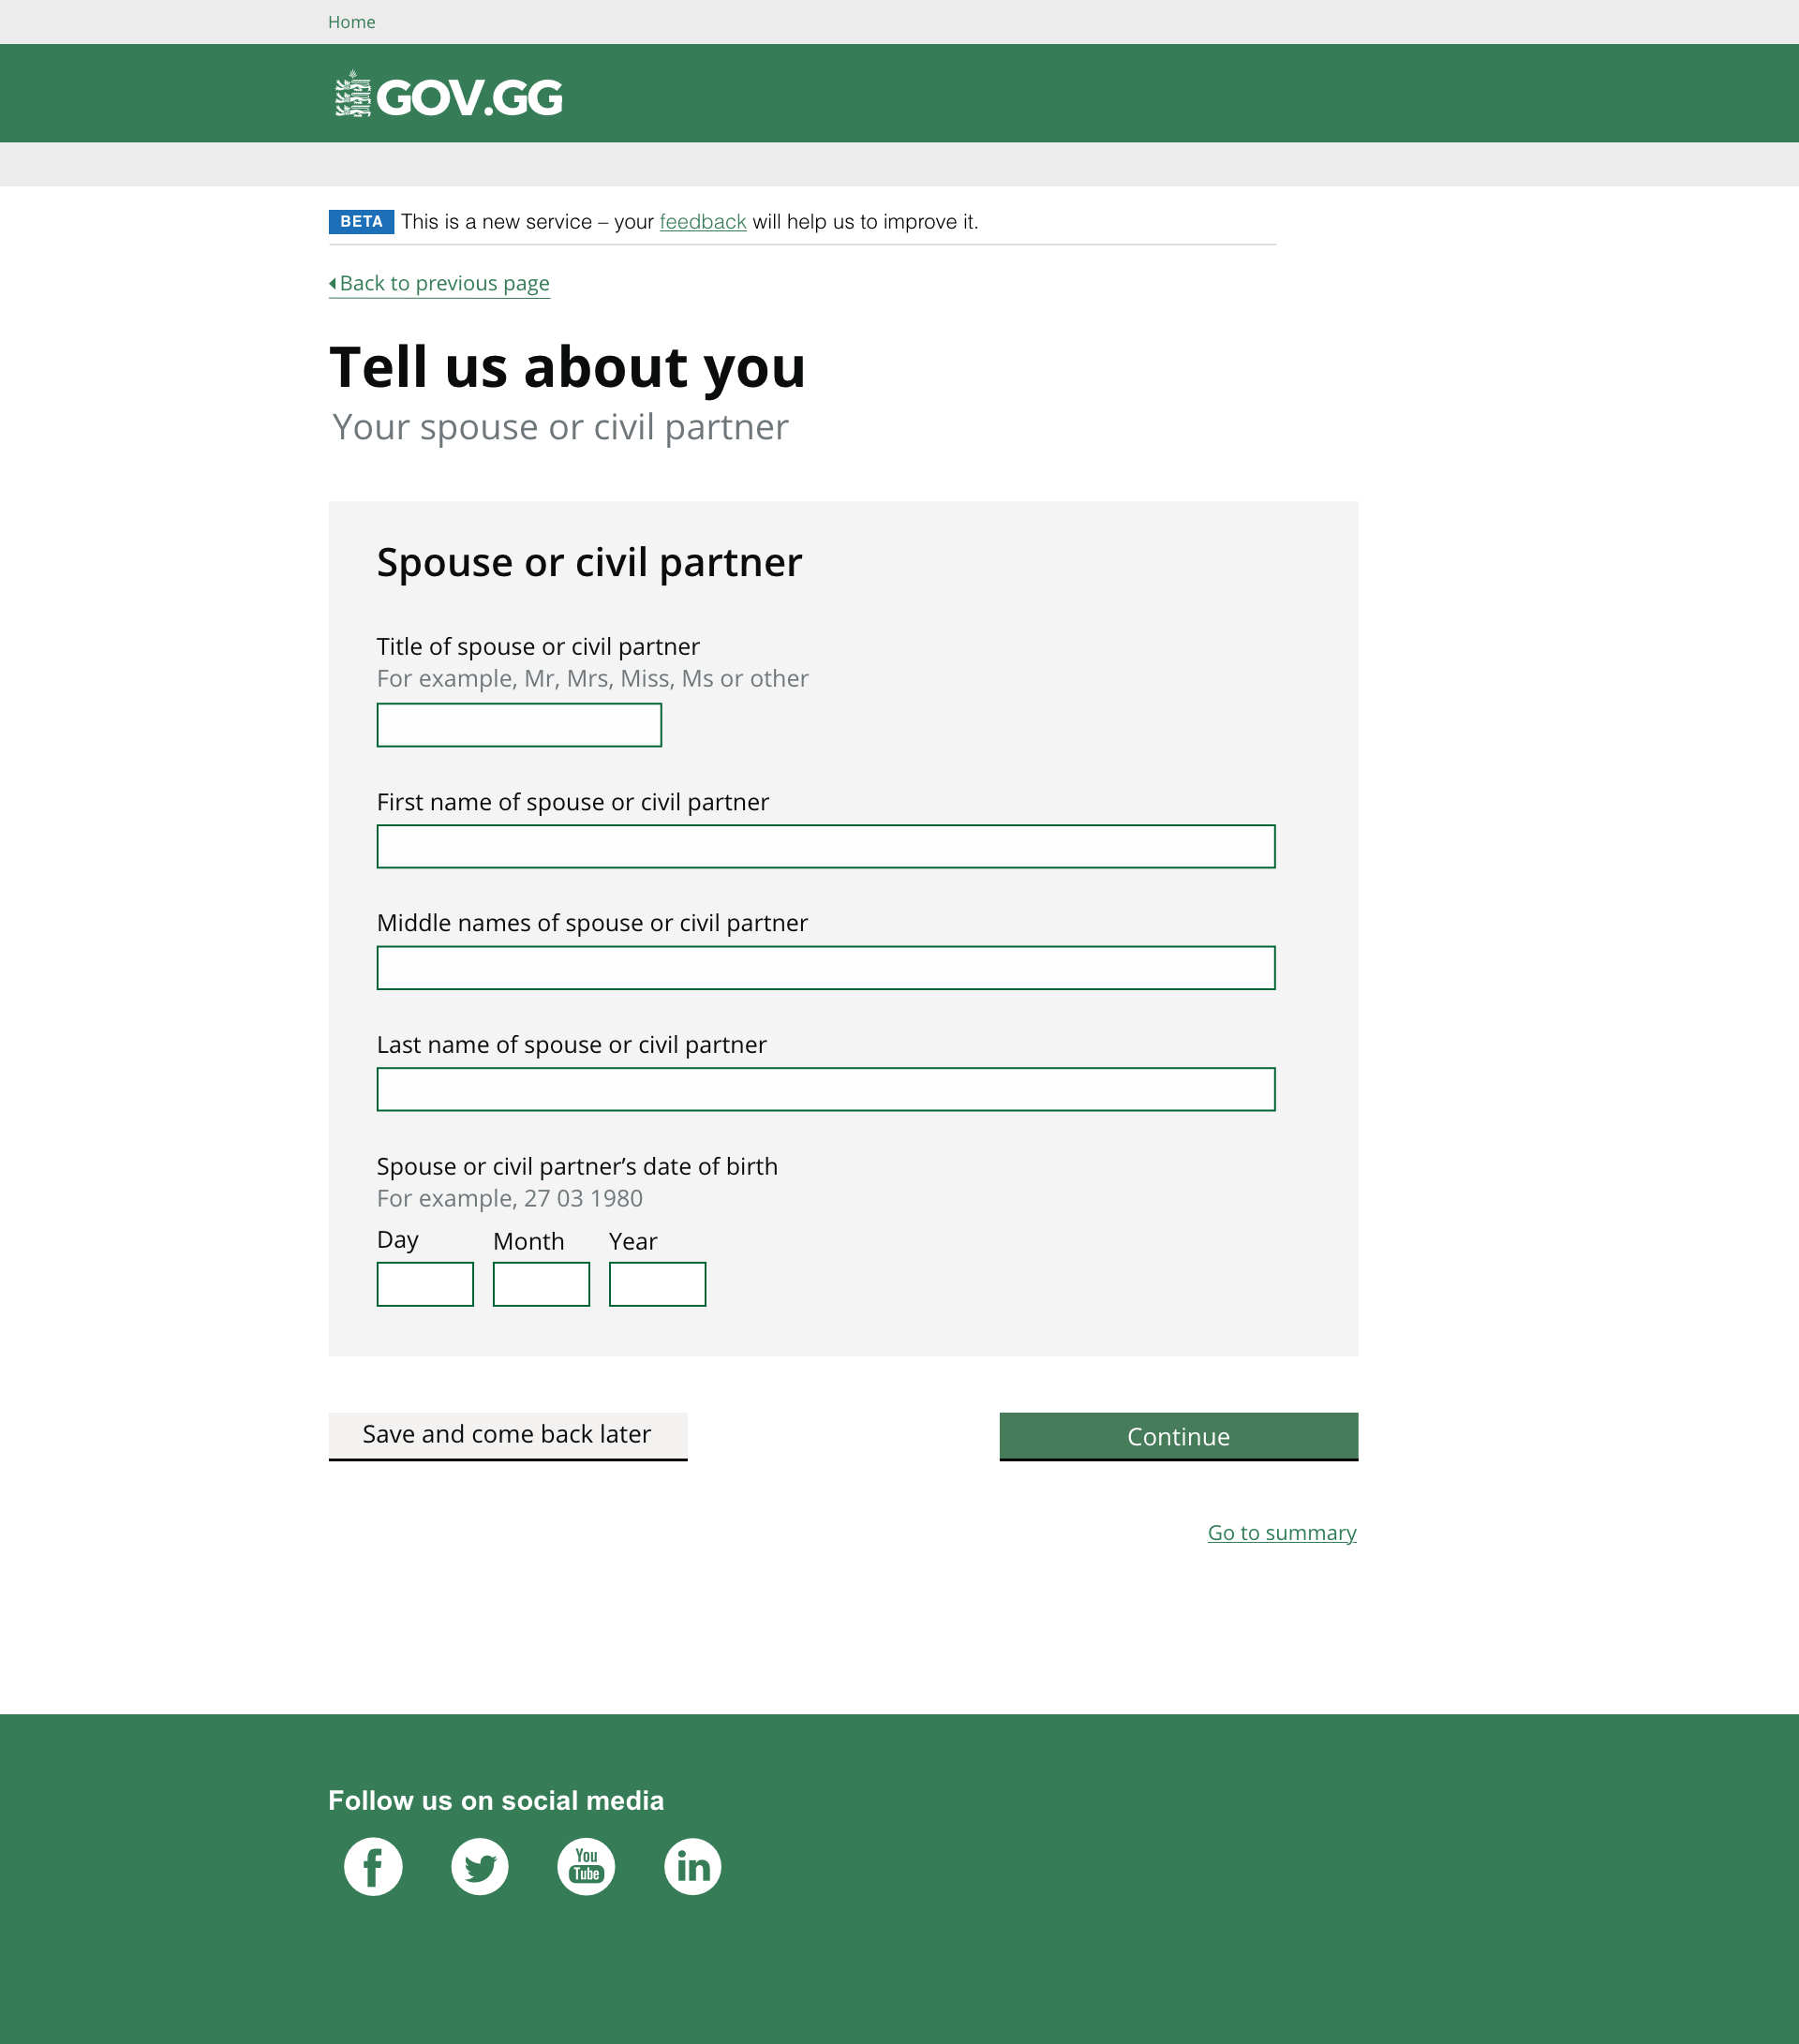 Home
GOV.GG
BETA This is a new service – your feedback will help us to improve it.
Back to previous page
Tell us about you
Your spouse or civil partner
Spouse or civil partner
Title of spouse or civil partner
For example, Mr, Mrs, Miss, Ms or other
First name of spouse or civil partner
Middle names of spouse or civil partner
Last name of spouse or civil partner
Spouse or civil partner’s date of birth
For example, 27 03 1980
Day Month Year
Save and come back later Continue
Go to summary
Follow us on social media
f You Tube in